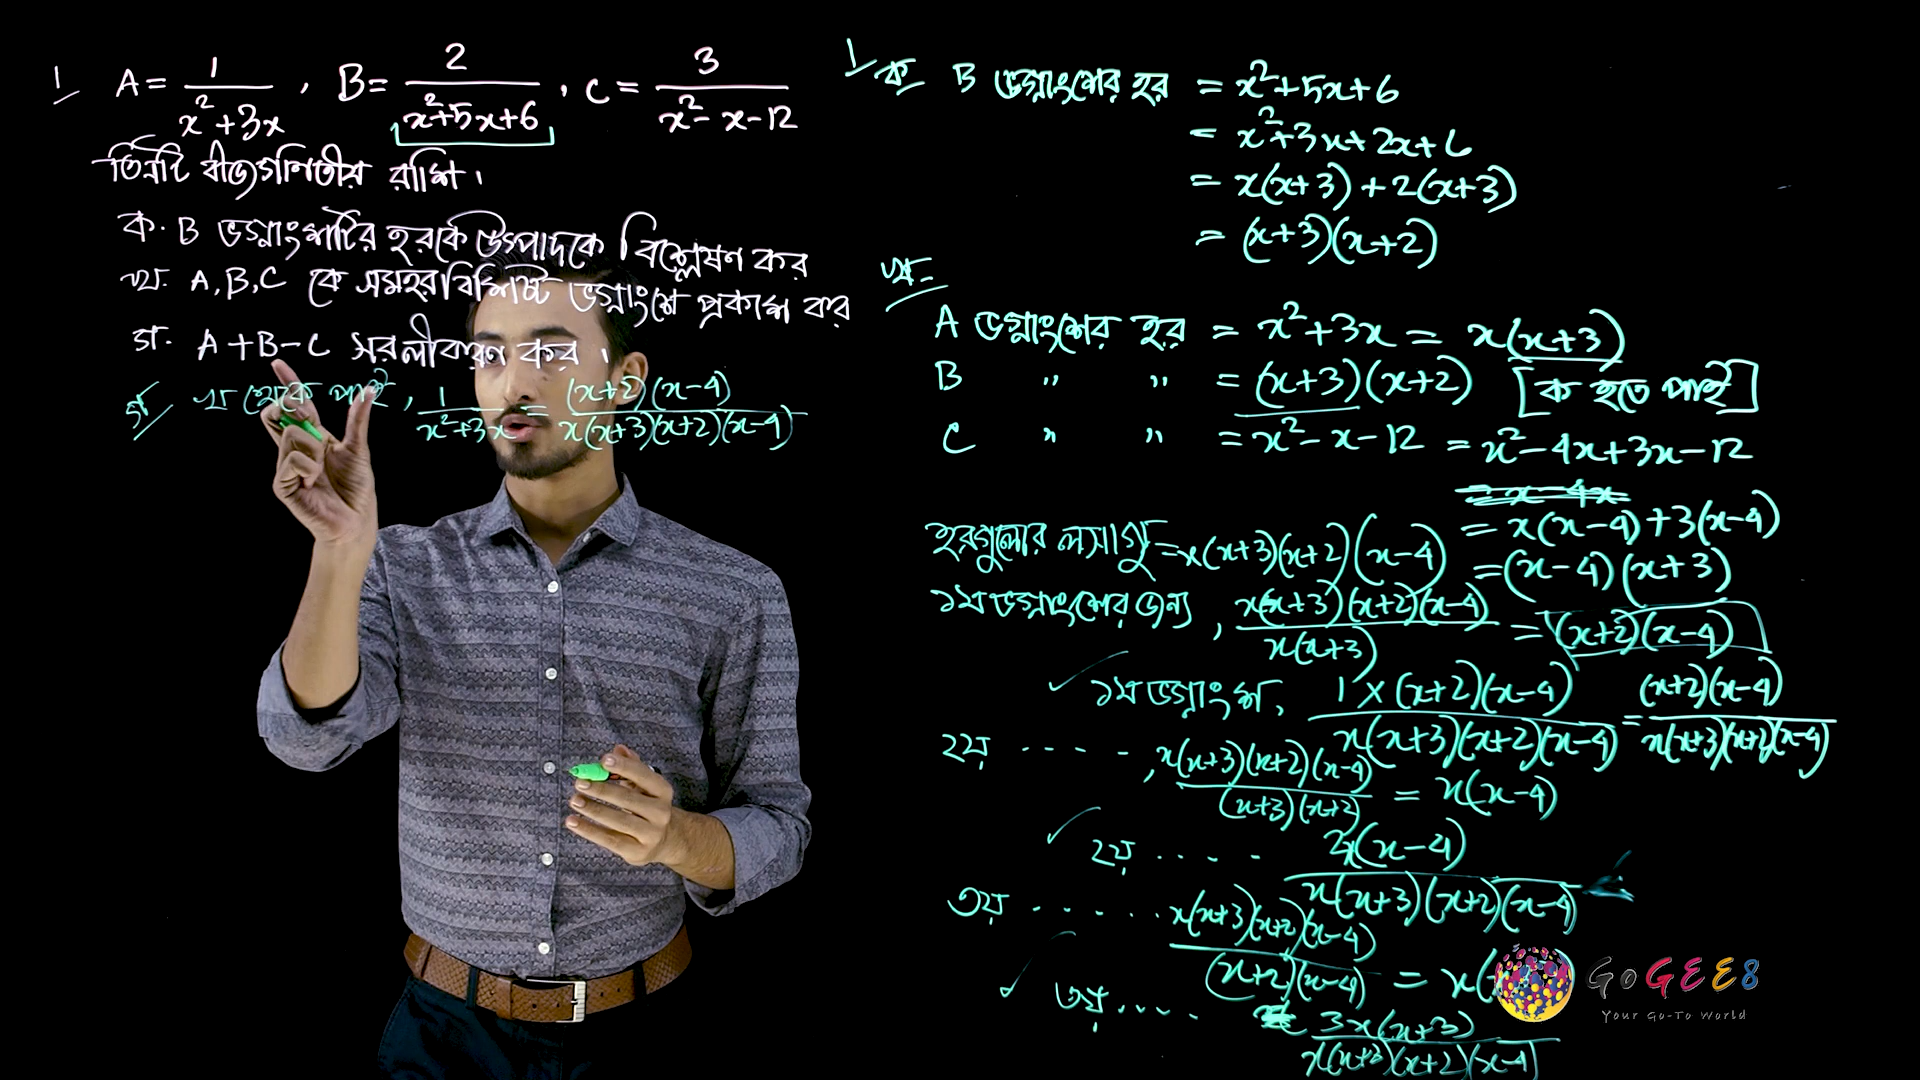 1 A = 1/(x²+3x) , B = 2/(x²+5x+6) , C = 3/(x²-x-12)
তিনটি বীজগণিতীয় রাশি।
ক. B ভগ্নাংশটির হরকে উৎপাদকে বিশ্লেষণ কর
খ. A, B, C কে সমহরবিশিষ্ট ভগ্নাংশে প্রকাশ কর
গ. A+B-C সরলীকরণ কর।
গ খ থেকে পাই, 1/(x²+3x) = (x+2)(x-4)/x(x+3)(x+2)(x-4)
1 ক B ভগ্নাংশের হর = x²+5x+6
= x²+3x+2x+6
= x(x+3)+2(x+3)
= (x+3)(x+2)
খ
A ভগ্নাংশের হর = x²+3x = x(x+3)
B " " = (x+3)(x+2) [ক হতে পাই]
C " " = x²-x-12 = x²-4x+3x-12
= x(x-4)+3(x-4)
= (x-4)(x+3)
হরগুলোর লসাগু = x(x+3)(x+2)(x-4)
১ম ভগ্নাংশের জন্য, x(x+3)(x+2)(x-4)/x(x+3) = (x+2)(x-4)
১ম ভগ্নাংশ, 1×(x+2)(x-4)/x(x+3)(x+2)(x-4) = (x+2)(x-4)/x(x+3)(x+2)(x-4)
২য় ----, x(x+3)(x+2)(x-4)/(x+3)(x+2) = x(x-4)
২য় .... 2x(x-4)/x(x+3)(x+2)(x-4)
৩য় ..... x(x+3)(x+2)(x-4)/(x+2)(x-4) = x(
৩য় .... 3x(x+3)/x(x+3)(x+2)(x-4)
GoGEE8
Your Go-To World